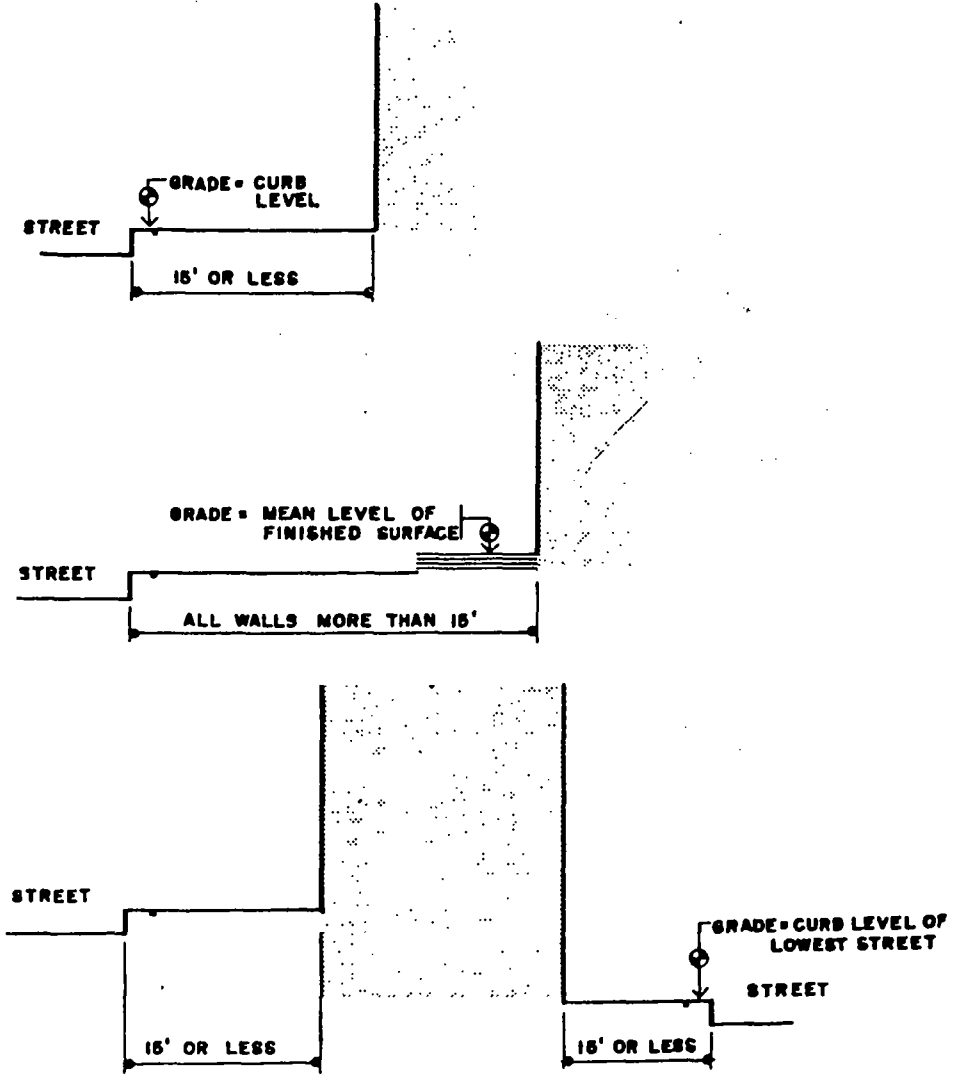 GRADE= CURB
LEVEL
STREET
15' OR LESS
GRADE= MEAN LEVEL OF
FINISHED SURFACE
STREET
ALL WALLS MORE THAN 15'
STREET
GRADE=CURB LEVEL OF
LOWEST STREET
STREET
15' OR LESS
15' OR LESS